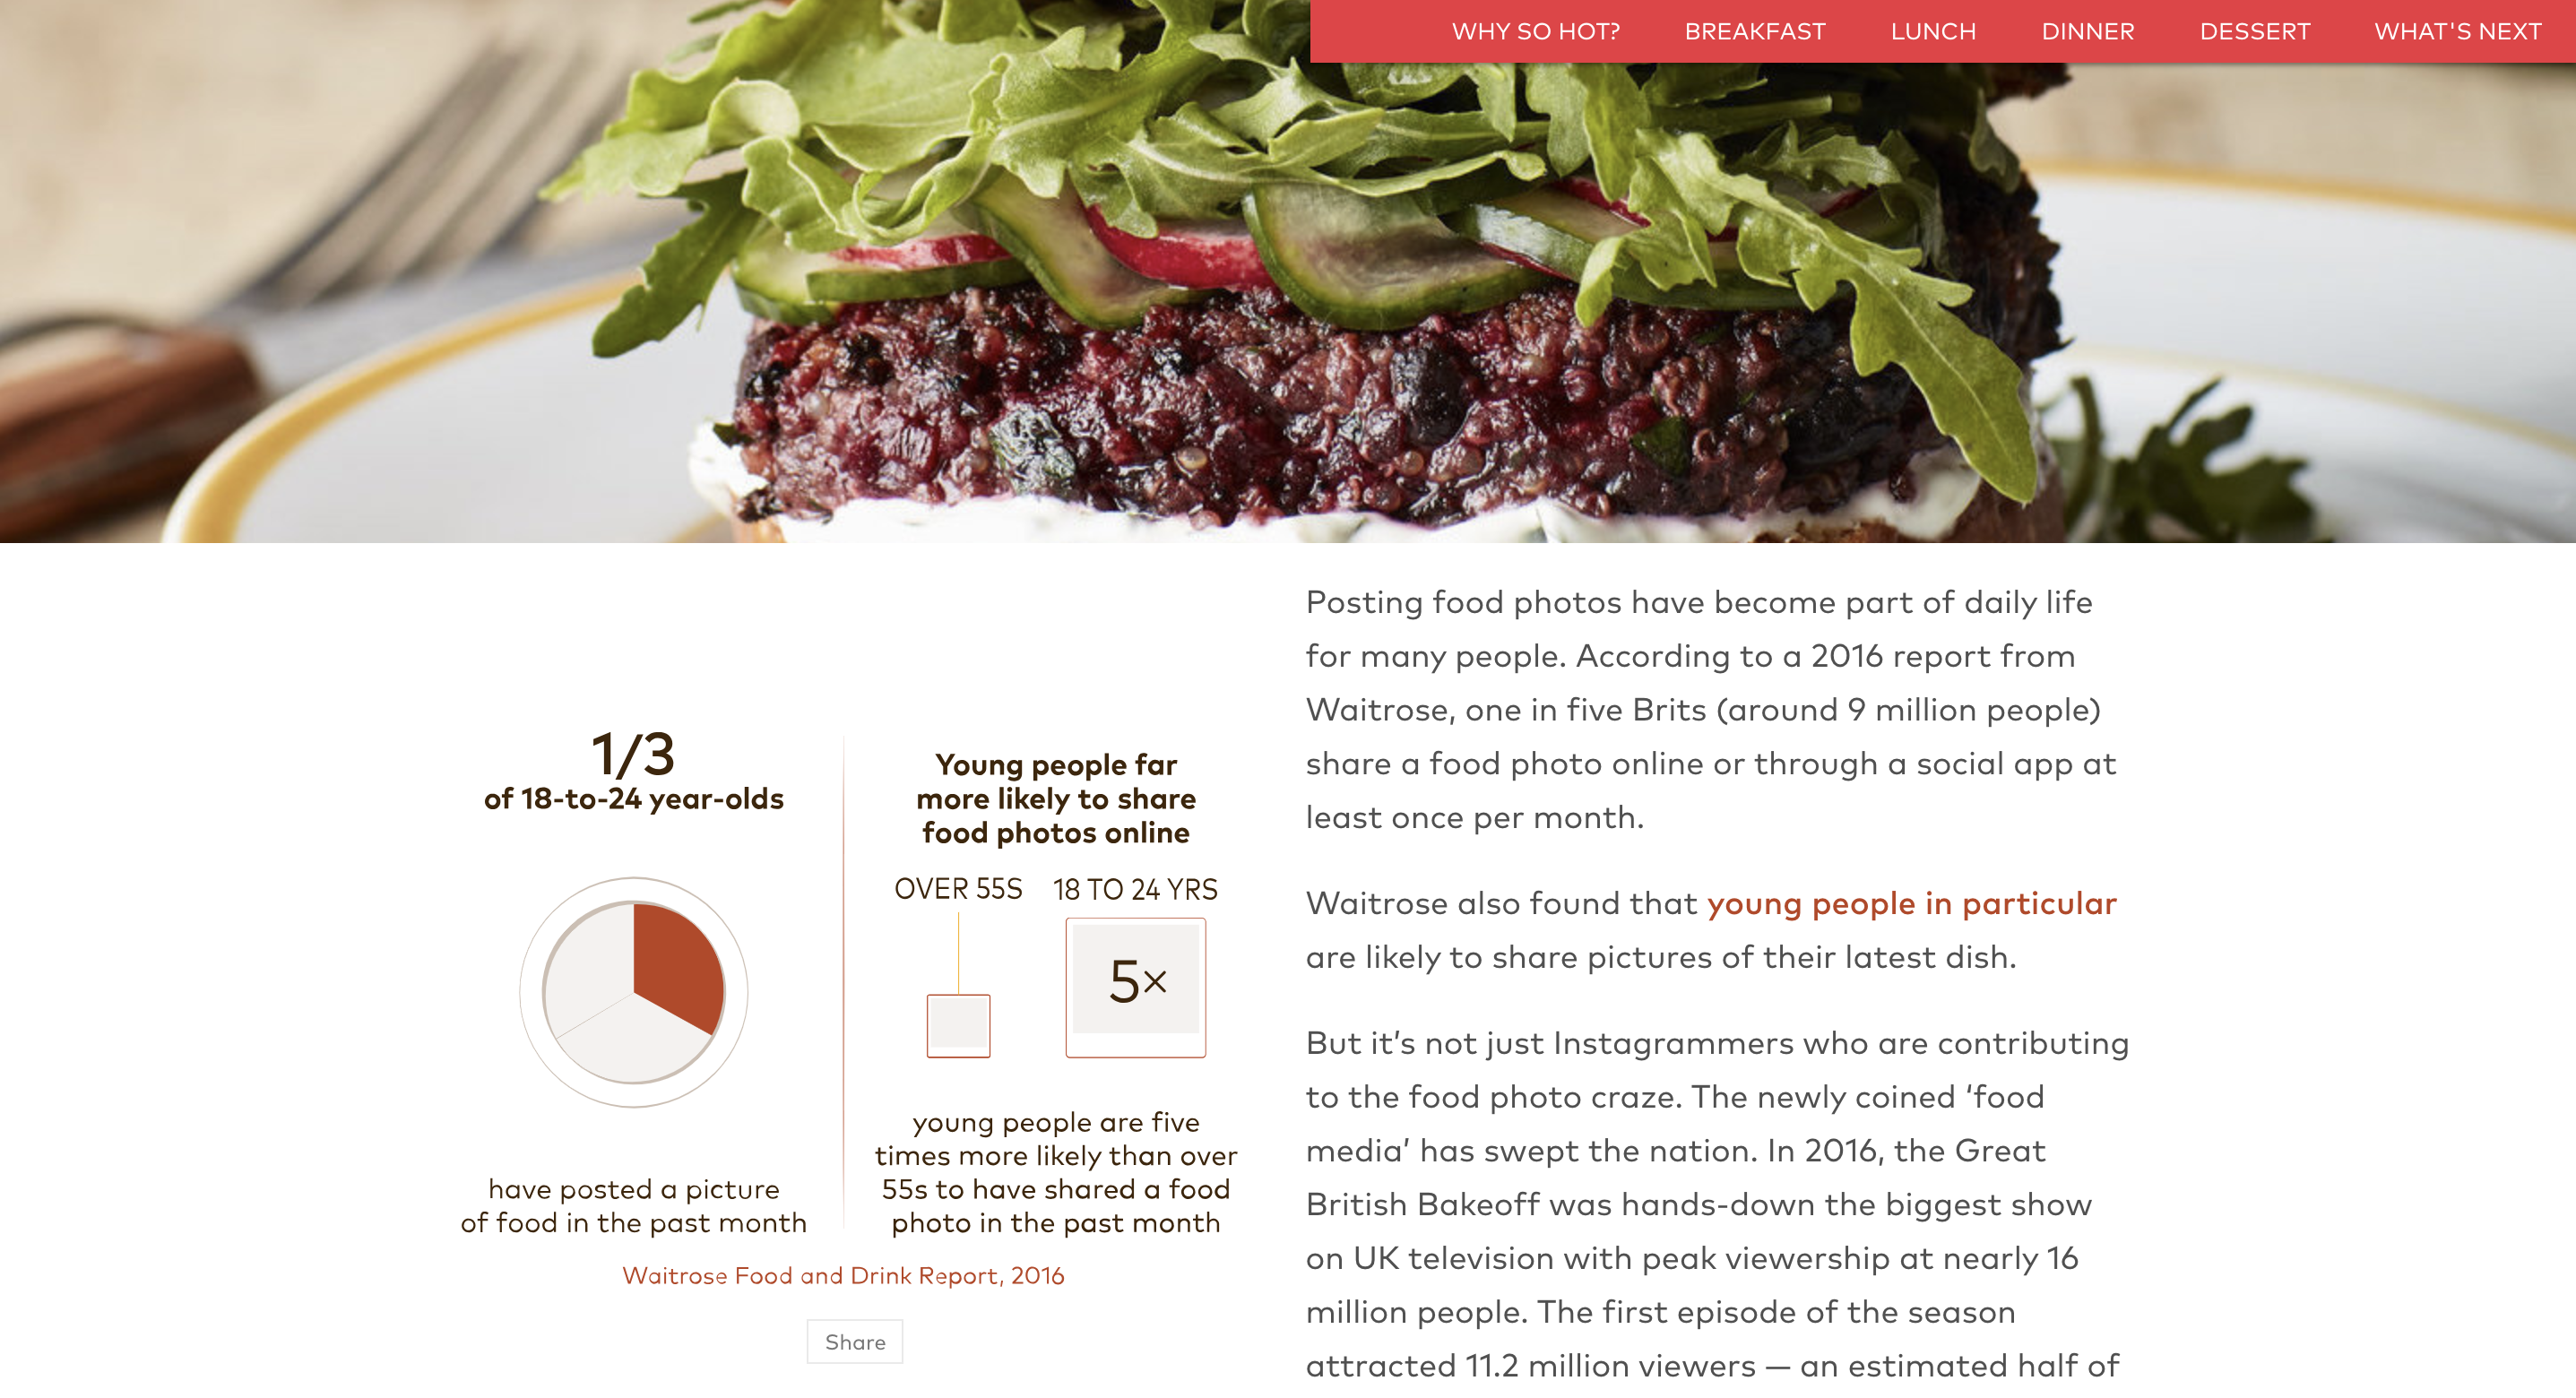 WHY SO HOT?
BREAKFAST
LUNCH
DINNER
DESSERT
WHAT'S NEXT
1/3
of 18-to-24 year-olds
have posted a picture
of food in the past month
Young people far
more likely to share
food photos online
OVER 55S
18 TO 24 YRS
5×
young people are five
times more likely than over
55s to have shared a food
photo in the past month
Waitrose Food and Drink Report, 2016
Share
Posting food photos have become part of daily life
for many people. According to a 2016 report from
Waitrose, one in five Brits (around 9 million people)
share a food photo online or through a social app at
least once per month.
Waitrose also found that young people in particular
are likely to share pictures of their latest dish.
But it’s not just Instagrammers who are contributing
to the food photo craze. The newly coined ‘food
media’ has swept the nation. In 2016, the Great
British Bakeoff was hands-down the biggest show
on UK television with peak viewership at nearly 16
million people. The first episode of the season
attracted 11.2 million viewers — an estimated half of